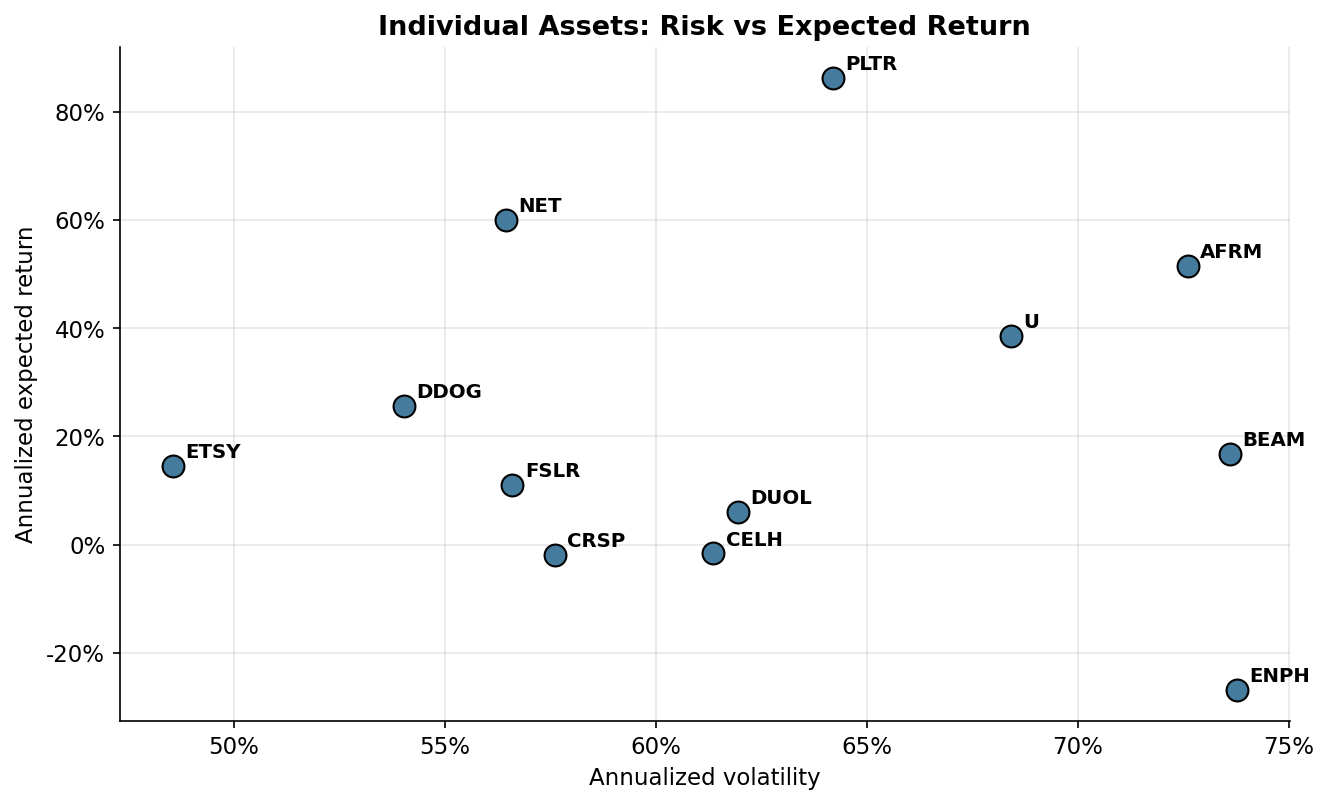 Individual Assets: Risk vs Expected Return
PLTR
80%
NET
60%
AFRM
U
40%
DDOG
BEAM
20%
ETSY
FSLR
DUOL
CELH
CRSP
0%
ENPH
-20%
50%
55%
60%
65%
70%
75%
Annualized volatility
Annualized expected return